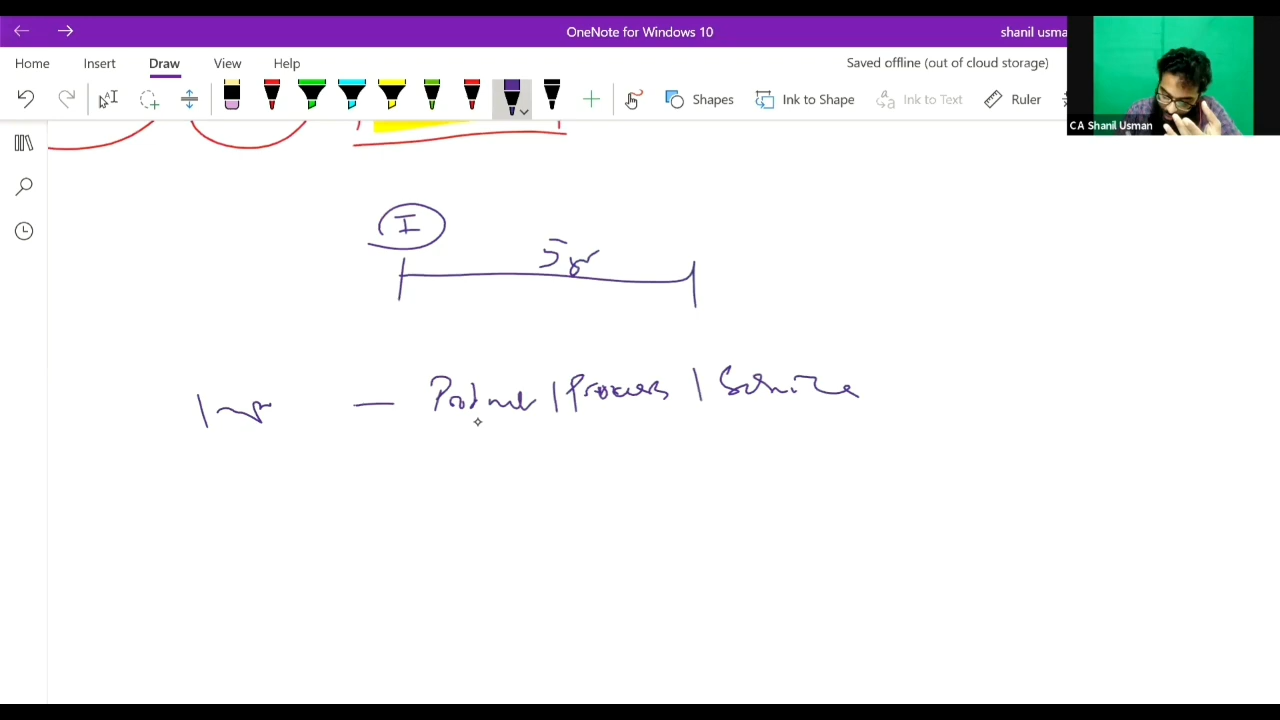 OneNote for Windows 10
shanil usma
Home Insert Draw View Help
Saved offline (out of cloud storage)
Shapes Ink to Shape Ink to Text Ruler
CA Shanil Usman
I
5yr
— Product | Process | Service